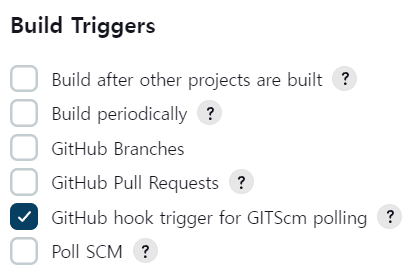 Build Triggers
Build after other projects are built ?
Build periodically ?
GitHub Branches
GitHub Pull Requests ?
GitHub hook trigger for GITScm polling ?
Poll SCM ?